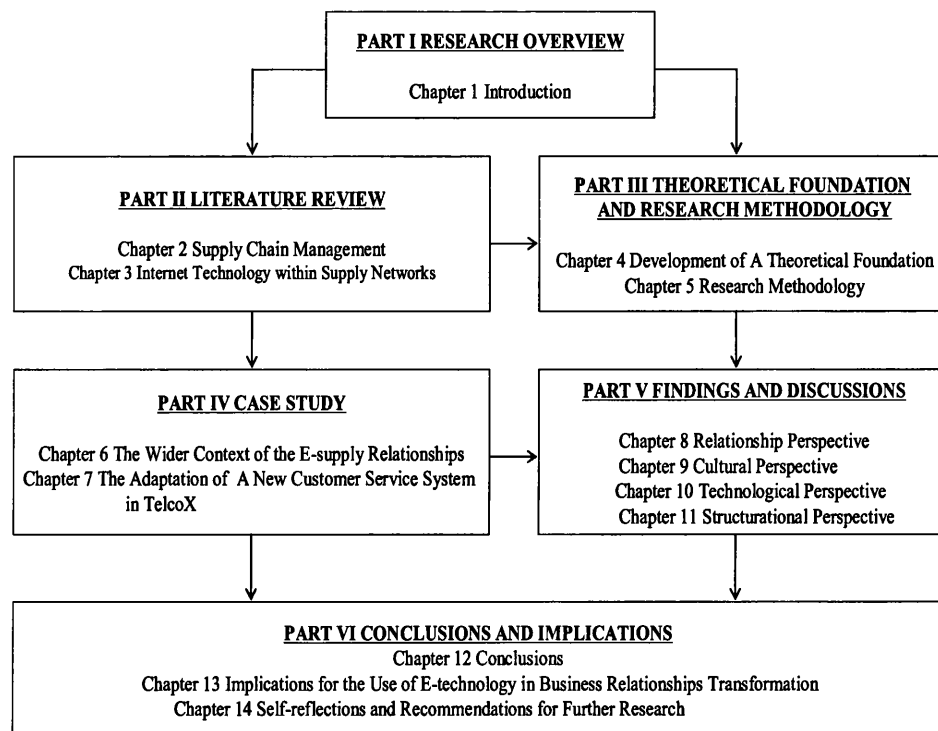 PART I RESEARCH OVERVIEW
Chapter 1 Introduction
PART II LITERATURE REVIEW
Chapter 2 Supply Chain Management
Chapter 3 Internet Technology within Supply Networks
PART III THEORETICAL FOUNDATION
AND RESEARCH METHODOLOGY
Chapter 4 Development of A Theoretical Foundation
Chapter 5 Research Methodology
PART IV CASE STUDY
Chapter 6 The Wider Context of the E-supply Relationships
Chapter 7 The Adaptation of A New Customer Service System
in TelcoX
PART V FINDINGS AND DISCUSSIONS
Chapter 8 Relationship Perspective
Chapter 9 Cultural Perspective
Chapter 10 Technological Perspective
Chapter 11 Structurational Perspective
PART VI CONCLUSIONS AND IMPLICATIONS
Chapter 12 Conclusions
Chapter 13 Implications for the Use of E-technology in Business Relationships Transformation
Chapter 14 Self-reflections and Recommendations for Further Research